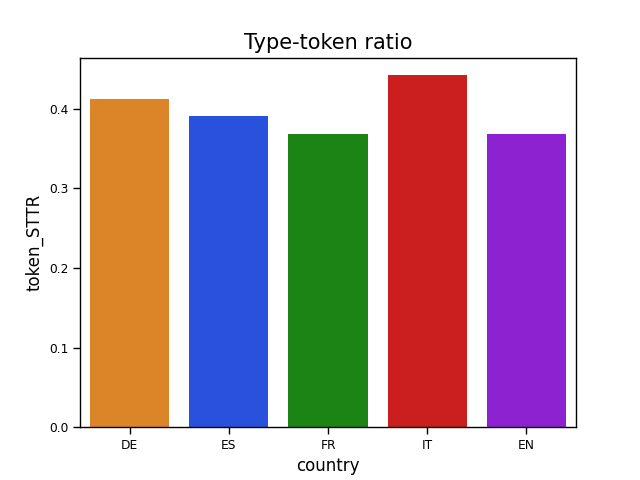 Type-token ratio
token_STTR
0.4
0.3
0.2
0.1
0.0
DE ES FR IT EN
country